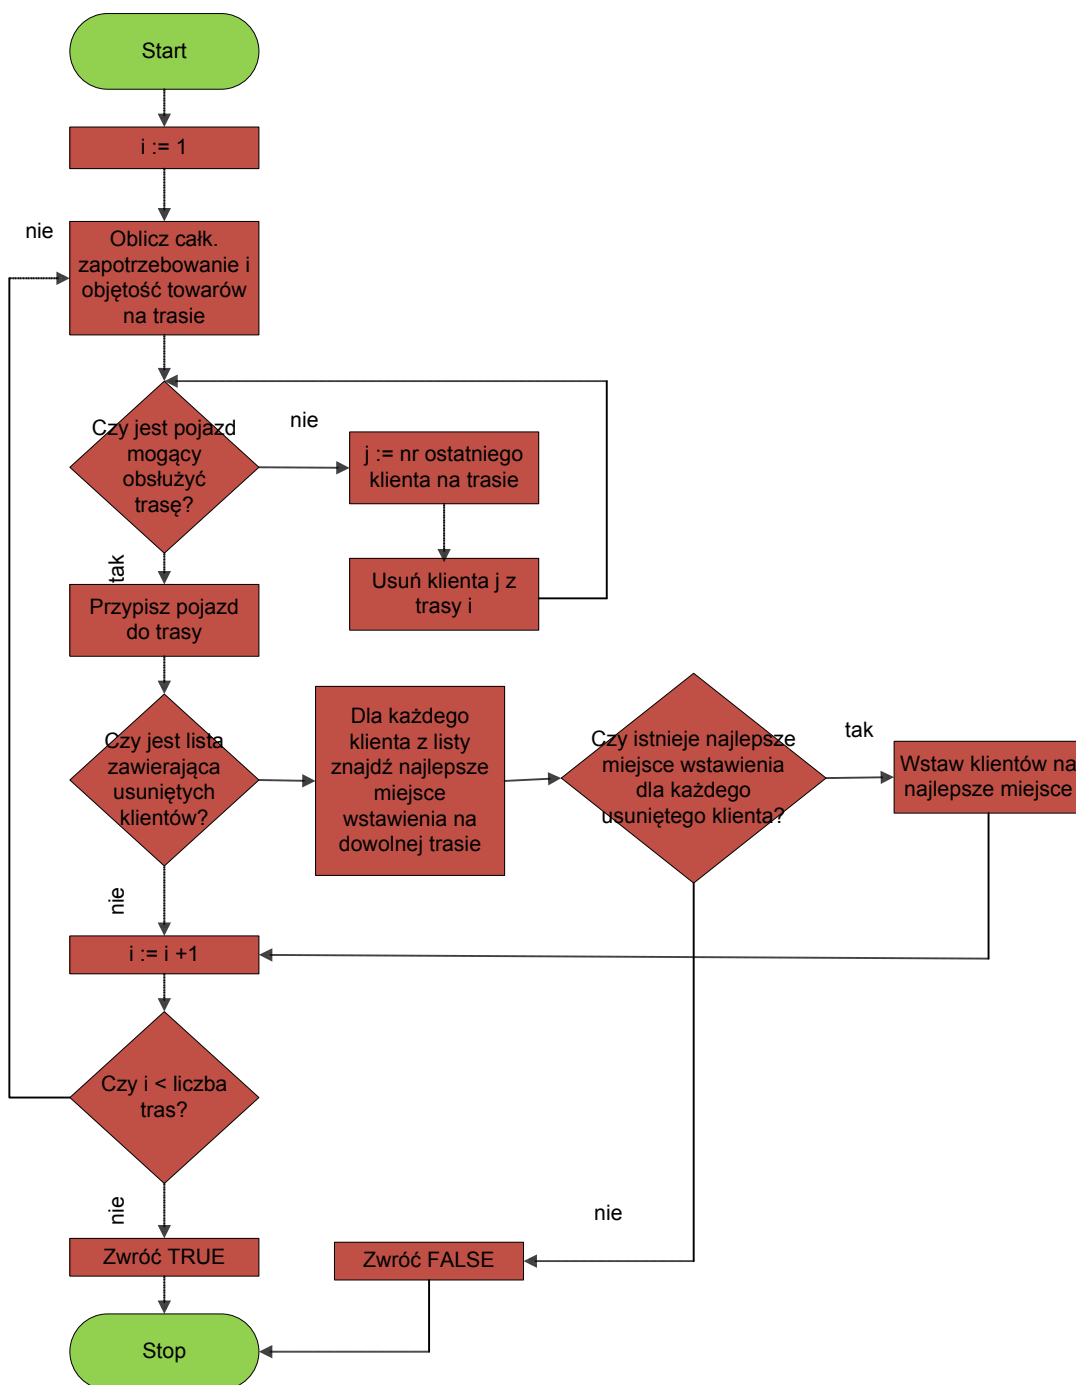 Start
i := 1
nie
Oblicz całk.
zapotrzebowanie i
objętość towarów
na trasie
Czy jest pojazd
mogący
obsłużyć
trasę?
nie
j := nr ostatniego
klienta na trasie
Usuń klienta j z
trasy i
tak
Przypisz pojazd
do trasy
Czy jest lista
zawierająca
usuniętych
klientów?
Dla każdego
klienta z listy
znajdź najlepsze
miejsce
wstawienia na
dowolnej trasie
Czy istnieje najlepsze
miejsce wstawienia
dla każdego
usuniętego klienta?
tak
Wstaw klientów na
najlepsze miejsce
nie
i := i +1
Czy i < liczba
tras?
nie
nie
Zwróć TRUE
Zwróć FALSE
Stop